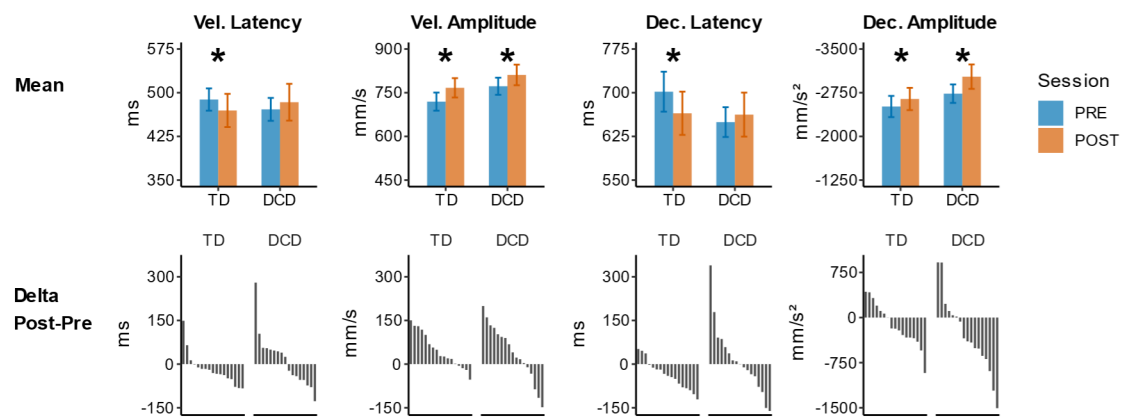 Vel. Latency Vel. Amplitude Dec. Latency Dec. Amplitude
Mean
575 500 425 350
ms
* TD DCD
900 750 600 450
mm/s
* * TD DCD
775 700 625 550
ms
* TD DCD
-3500 -2750 -2000 -1250
mm/s²
* * TD DCD
Session
PRE
POST
Delta
Post-Pre
TD DCD
300 150 0 -150
ms
TD DCD
300 150 0 -150
mm/s
TD DCD
300 150 0 -150
ms
TD DCD
750 0 -750 -1500
mm/s²